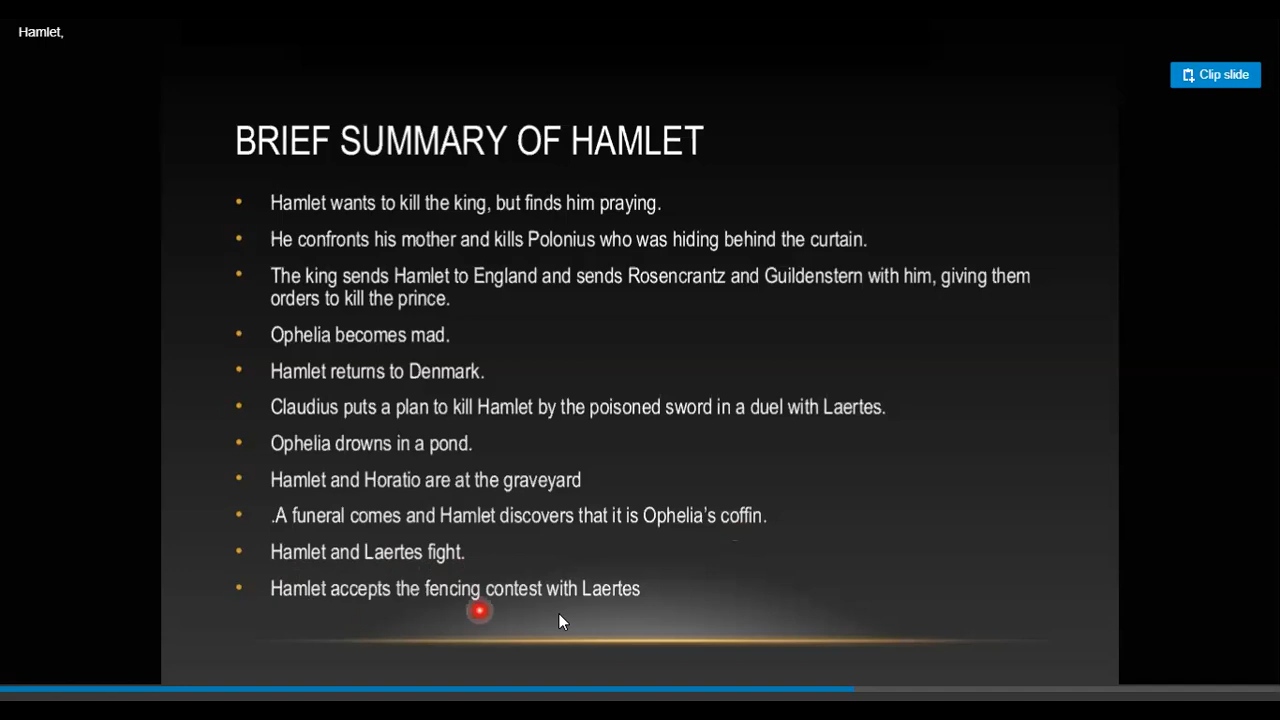 Hamlet,
Clip slide
BRIEF SUMMARY OF HAMLET
• Hamlet wants to kill the king, but finds him praying.
• He confronts his mother and kills Polonius who was hiding behind the curtain.
• The king sends Hamlet to England and sends Rosencrantz and Guildenstern with him, giving them
orders to kill the prince.
• Ophelia becomes mad.
• Hamlet returns to Denmark.
• Claudius puts a plan to kill Hamlet by the poisoned sword in a duel with Laertes.
• Ophelia drowns in a pond.
• Hamlet and Horatio are at the graveyard
• .A funeral comes and Hamlet discovers that it is Ophelia’s coffin.
• Hamlet and Laertes fight.
• Hamlet accepts the fencing contest with Laertes